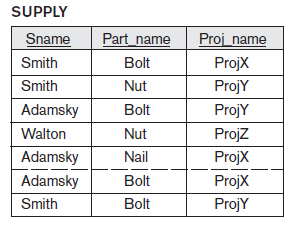 SUPPLY
Sname Part_name Proj_name
Smith Bolt ProjX
Smith Nut ProjY
Adamsky Bolt ProjY
Walton Nut ProjZ
Adamsky Nail ProjX
Adamsky Bolt ProjX
Smith Bolt ProjY